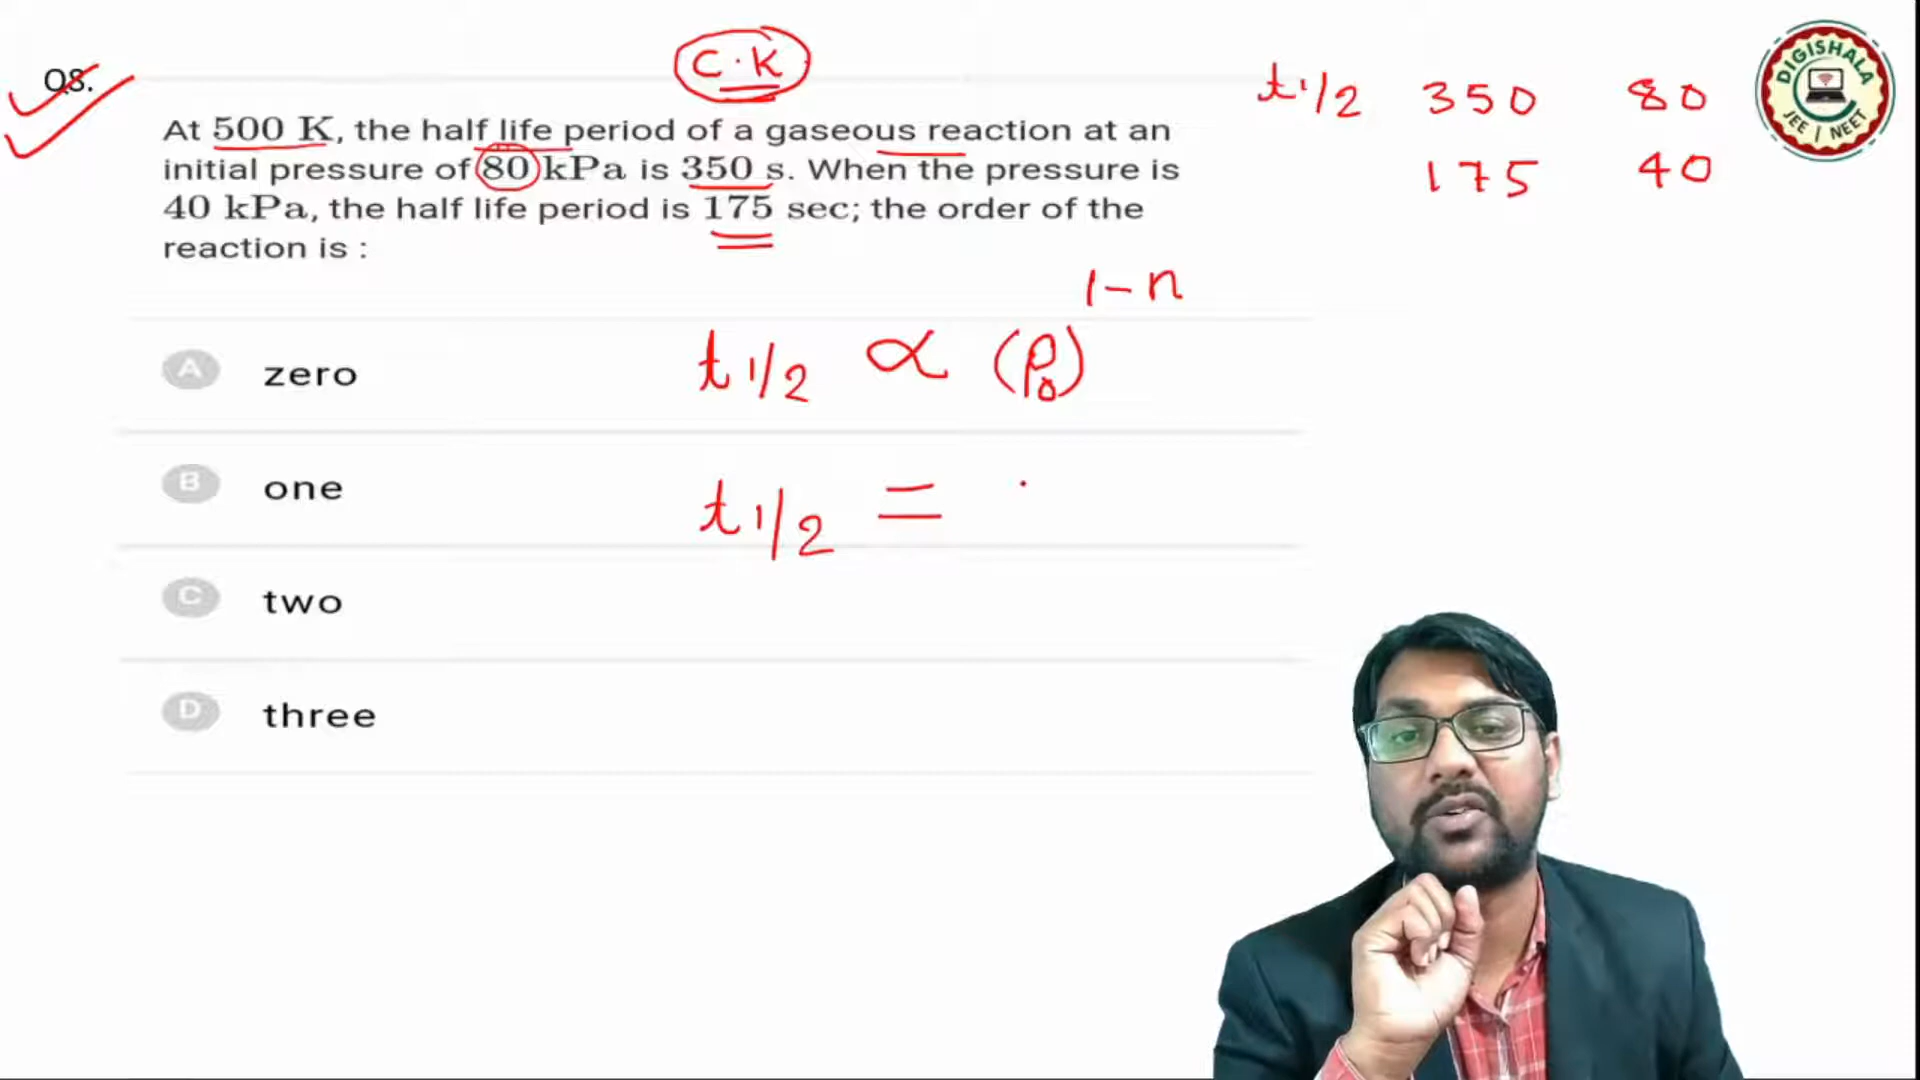 Q8.
C.K
t1/2 350 80
175 40
DIGISHALA
JEE | NEET
At 500 K, the half life period of a gaseous reaction at an
initial pressure of 80 kPa is 350 s. When the pressure is
40 kPa, the half life period is 175 sec; the order of the
reaction is :
t1/2 ∝ (P0)^1-n
A zero
t1/2 =
B one
C two
D three